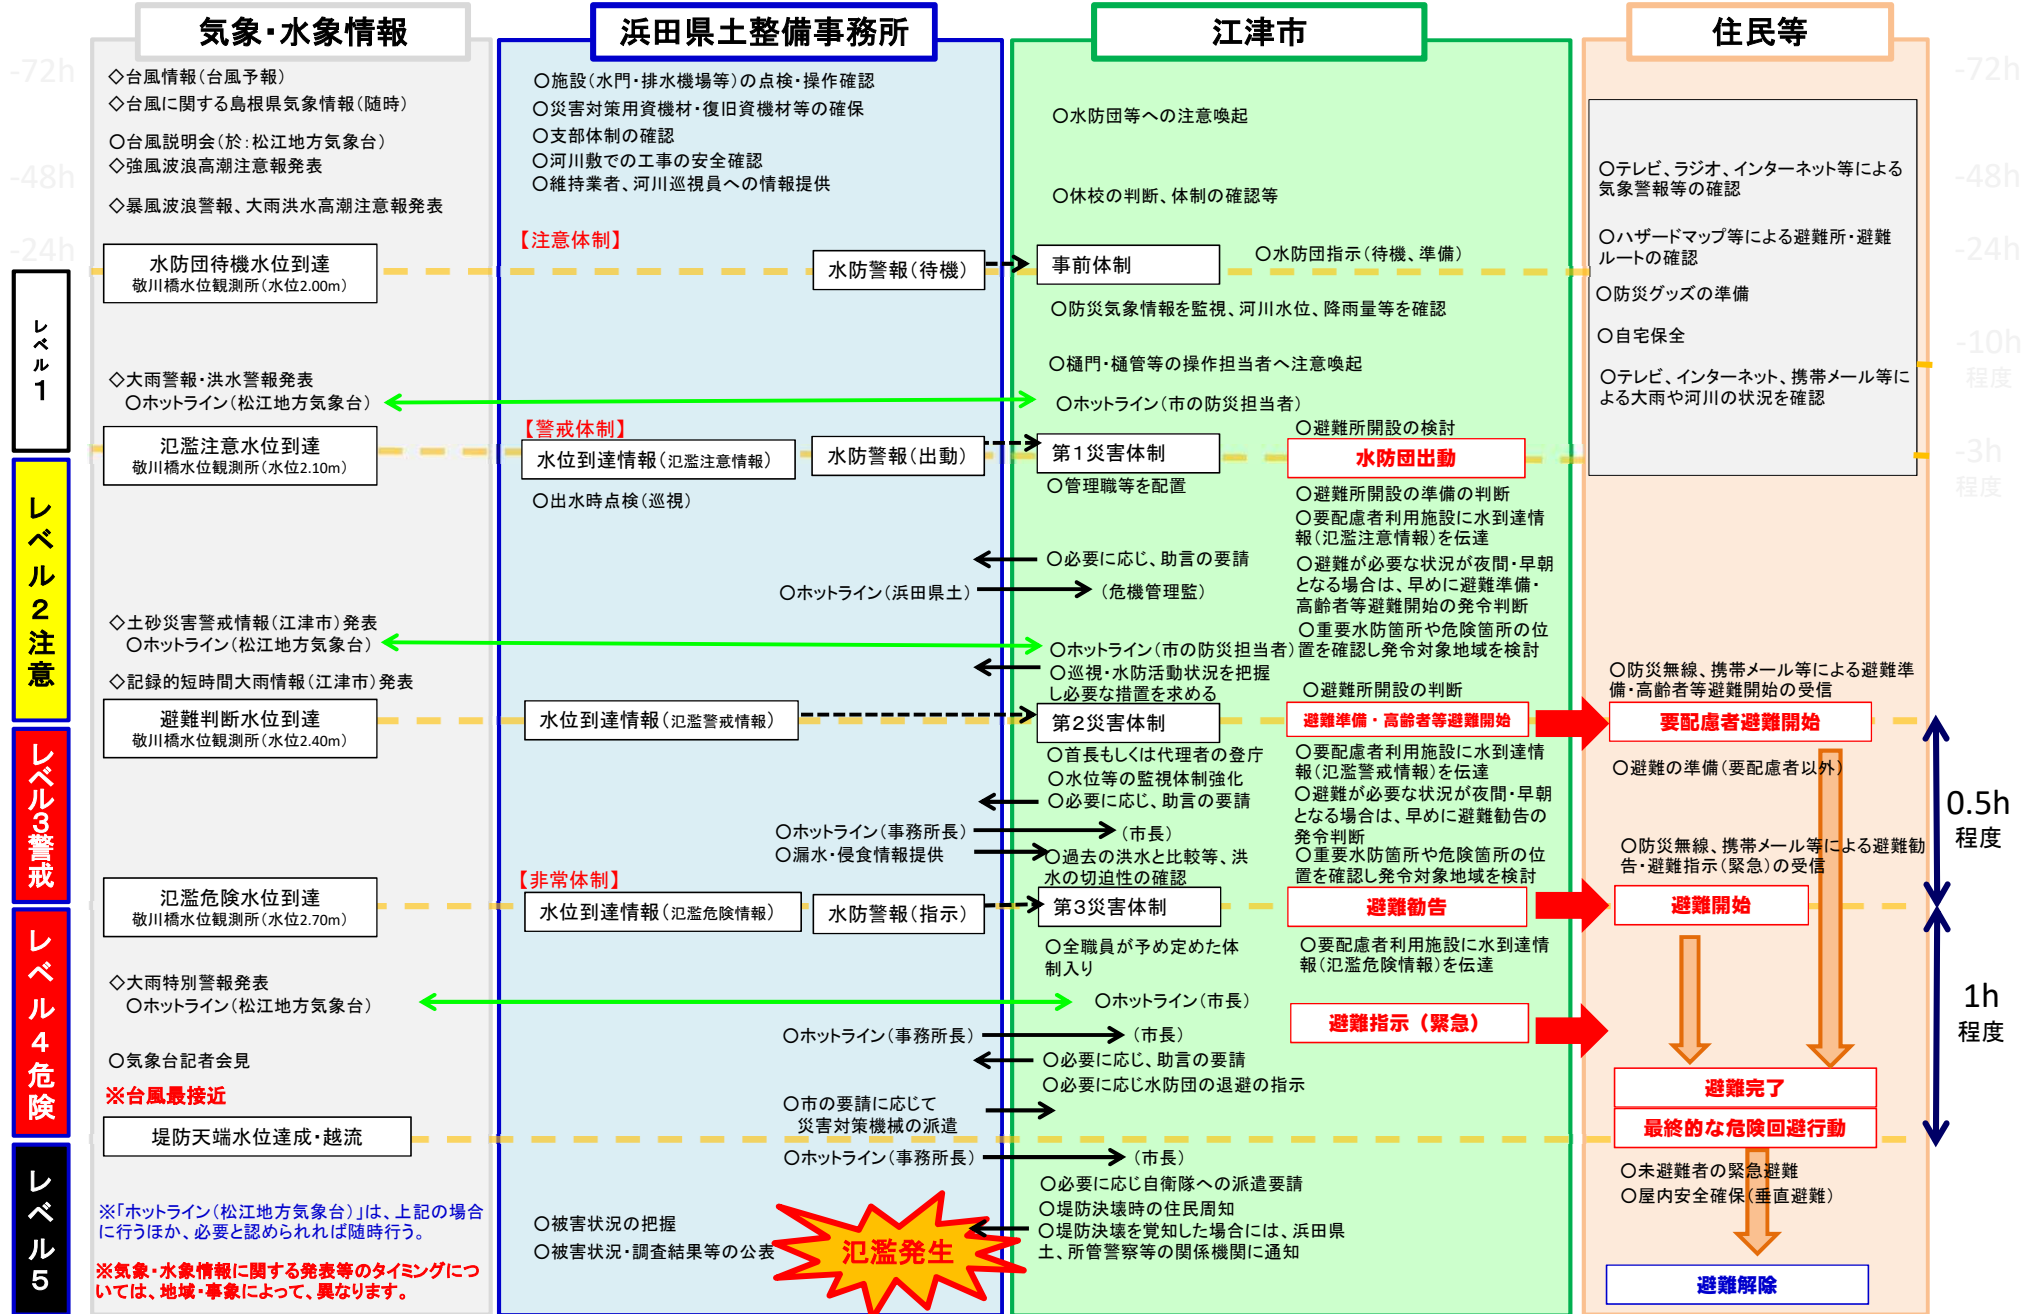 気象・水象情報
浜田県土整備事務所
江津市
住民等
-72h
-48h
-24h
レベル1
レベル2注意
レベル3警戒
レベル4危険
レベル5
◇台風情報(台風予報)
◇台風に関する島根県気象情報(随時)
○台風説明会(於:松江地方気象台)
◇強風波浪高潮注意報発表
◇暴風波浪警報、大雨洪水高潮注意報発表
水防団待機水位到達
敬川橋水位観測所(水位2.00m)
◇大雨警報・洪水警報発表
○ホットライン(松江地方気象台)
氾濫注意水位到達
敬川橋水位観測所(水位2.10m)
◇土砂災害警戒情報(江津市)発表
○ホットライン(松江地方気象台)
◇記録的短時間大雨情報(江津市)発表
避難判断水位到達
敬川橋水位観測所(水位2.40m)
氾濫危険水位到達
敬川橋水位観測所(水位2.70m)
◇大雨特別警報発表
○ホットライン(松江地方気象台)
○気象台記者会見
※台風最接近
堤防天端水位達成・越流
※「ホットライン(松江地方気象台)」は、上記の場合
に行うほか、必要と認められれば随時行う。
※気象・水象情報に関する発表等のタイミングにつ
いては、地域・事象によって、異なります。
○施設(水門・排水機場等)の点検・操作確認
○災害対策用資機材・復旧資機材等の確保
○支部体制の確認
○河川敷での工事の安全確認
○維持業者、河川巡視員への情報提供
【注意体制】
水防警報(待機)
【警戒体制】
水位到達情報(氾濫注意情報)
水防警報(出動)
○出水時点検(巡視)
○ホットライン(浜田県土)
水位到達情報(氾濫警戒情報)
○ホットライン(事務所長)
○漏水・侵食情報提供
【非常体制】
水位到達情報(氾濫危険情報)
水防警報(指示)
○ホットライン(事務所長)
○市の要請に応じて
災害対策機械の派遣
○ホットライン(事務所長)
○被害状況の把握
○被害状況・調査結果等の公表
氾濫発生
○水防団等への注意喚起
○休校の判断、体制の確認等
事前体制
○水防団指示(待機、準備)
○防災気象情報を監視、河川水位、降雨量等を確認
○樋門・樋管等の操作担当者へ注意喚起
○ホットライン(市の防災担当者)
第1災害体制
○管理職等を配置
○必要に応じ、助言の要請
(危機管理監)
○ホットライン(市の防災担当者)
○巡視・水防活動状況を把握
し必要な措置を求める
第2災害体制
○首長もしくは代理者の登庁
○水位等の監視体制強化
○必要に応じ、助言の要請
(市長)
○過去の洪水と比較等、洪
水の切迫性の確認
第3災害体制
○全職員が予め定めた体
制入り
○ホットライン(市長)
(市長)
○必要に応じ、助言の要請
○必要に応じ水防団の退避の指示
(市長)
○必要に応じ自衛隊への派遣要請
○堤防決壊時の住民周知
○堤防決壊を覚知した場合には、浜田県
土、所管警察等の関係機関に通知
○避難所開設の検討
水防団出動
○避難所開設の準備の判断
○要配慮者利用施設に水到達情
報(氾濫注意情報)を伝達
○避難が必要な状況が夜間・早朝
となる場合は、早めに避難準備・
高齢者等避難開始の発令判断
○重要水防箇所や危険箇所の位
置を確認し発令対象地域を検討
○避難所開設の判断
避難準備・高齢者等避難開始
○要配慮者利用施設に水到達情
報(氾濫警戒情報)を伝達
○避難が必要な状況が夜間・早朝
となる場合は、早めに避難勧告の
発令判断
○重要水防箇所や危険箇所の位
置を確認し発令対象地域を検討
避難勧告
○要配慮者利用施設に水到達情
報(氾濫危険情報)を伝達
避難指示(緊急)
○テレビ、ラジオ、インターネット等による
気象警報等の確認
○ハザードマップ等による避難所・避難
ルートの確認
○防災グッズの準備
○自宅保全
○テレビ、インターネット、携帯メール等に
よる大雨や河川の状況を確認
○防災無線、携帯メール等による避難準
備・高齢者等避難開始の受信
要配慮者避難開始
○避難の準備(要配慮者以外)
○防災無線、携帯メール等による避難勧
告・避難指示(緊急)の受信
避難開始
避難完了
最終的な危険回避行動
○未避難者の緊急避難
○屋内安全確保(垂直避難)
避難解除
-72h
-48h
-24h
-10h
程度
-3h
程度
0.5h
程度
1h
程度